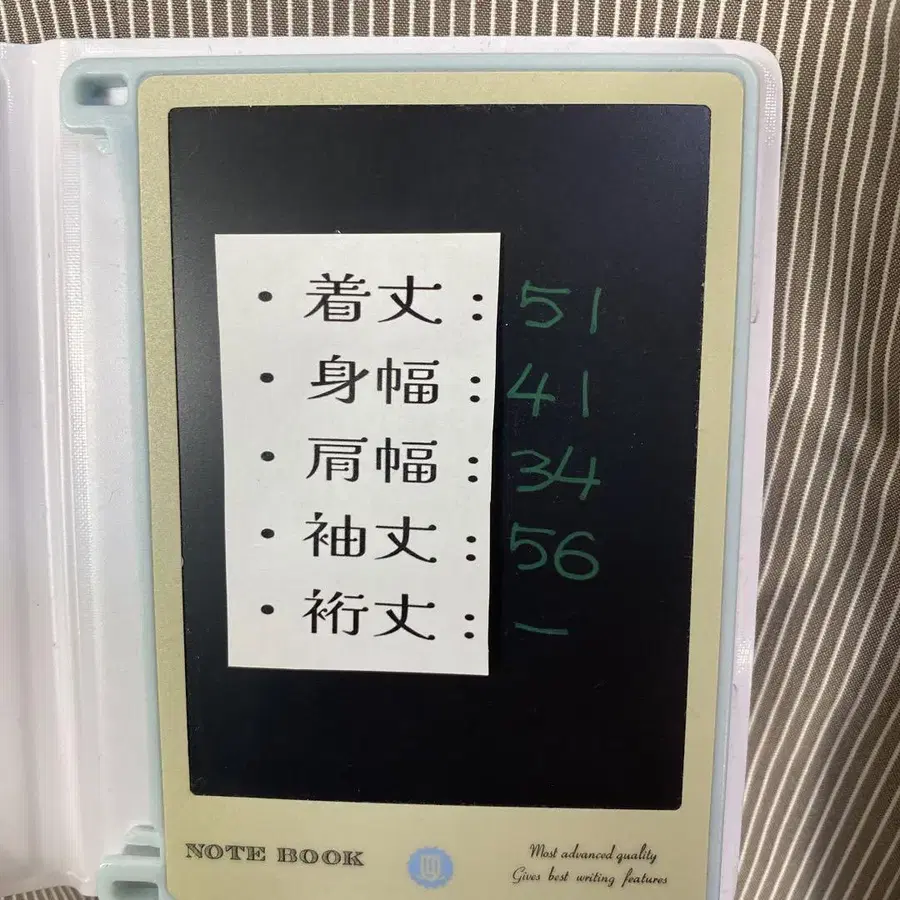 ・着丈：51
・身幅：41
・肩幅：34
・袖丈：56
・裄丈：－
NOTE BOOK
Most advanced quality
Gives best writing features